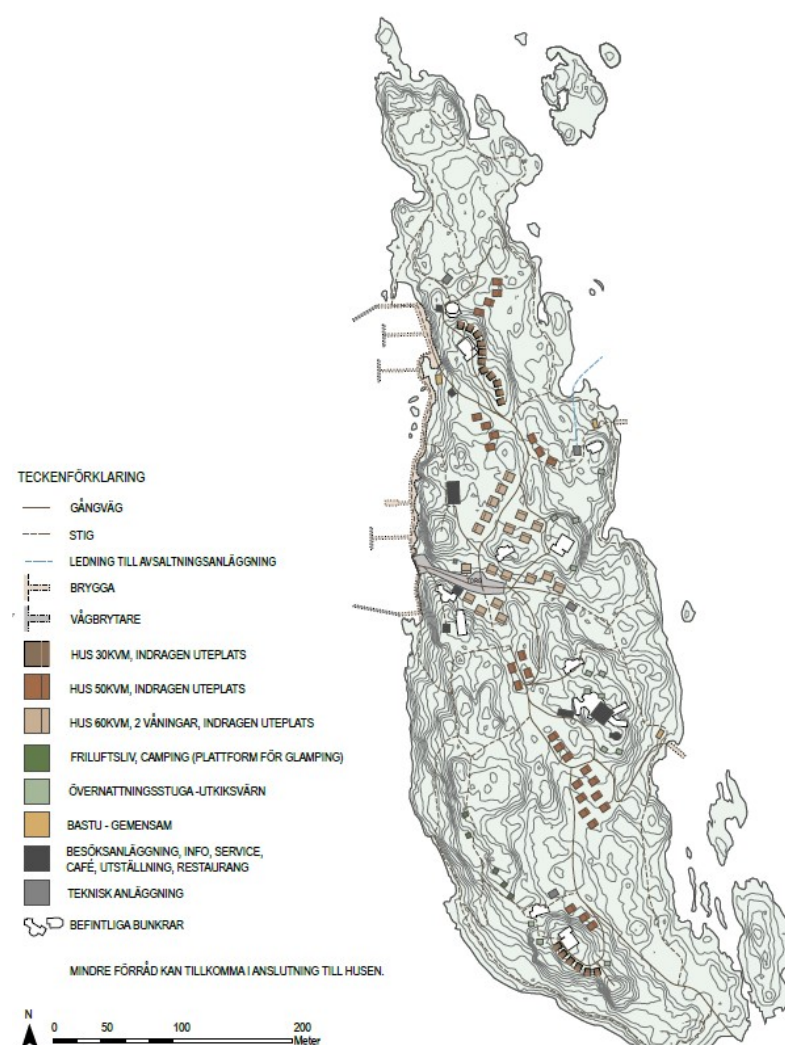 TORG
TECKENFÖRKLARING
GÅNGVÄG
STIG
LEDNING TILL AVSALTNINGSANLÄGGNING
BRYGGA
VÅGBRYTARE
HUS 30KVM, INDRAGEN UTEPLATS
HUS 50KVM, INDRAGEN UTEPLATS
HUS 60KVM, 2 VÅNINGAR, INDRAGEN UTEPLATS
FRILUFTSLIV, CAMPING (PLATTFORM FÖR GLAMPING)
ÖVERNATTNINGSSTUGA -UTKIKSVÄRN
BASTU - GEMENSAM
BESÖKSANLÄGGNING, INFO, SERVICE,
CAFÉ, UTSTÄLLNING, RESTAURANG
TEKNISK ANLÄGGNING
BEFINTLIGA BUNKRAR
MINDRE FÖRRÅD KAN TILLKOMMA I ANSLUTNING TILL HUSEN.
N
0 50 100 200
Meter